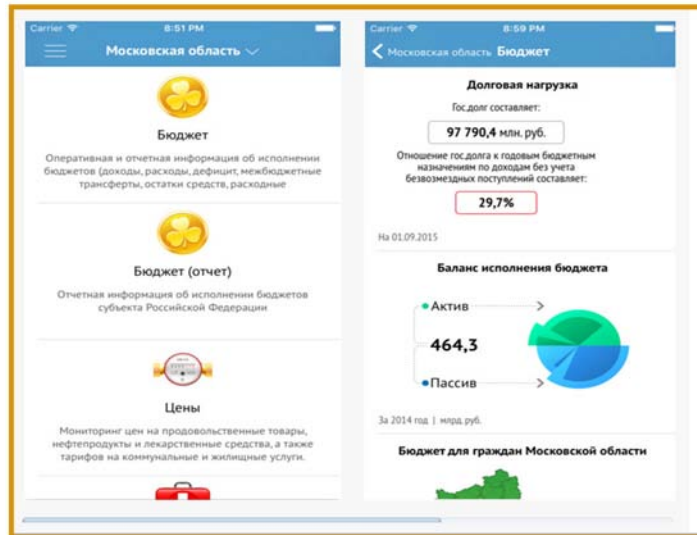 Carrier 8:51 PM
Московская область
Бюджет
Оперативная и отчетная информация об исполнении
бюджетов (доходы, расходы, дефицит, межбюджетные
трансферты, остатки средств, расходные
Бюджет (отчет)
Отчетная информация об исполнении бюджетов
субъекта Российской Федерации
Цены
Мониторинг цен на продовольственные товары,
нефтепродукты и лекарственные средства, а также
тарифов на коммунальные и жилищные услуги.
Carrier 8:59 PM
Московская область Бюджет
Долговая нагрузка
Гос.долг составляет:
97 790,4 млн. руб.
Отношение гос.долга к годовым бюджетным
назначениям по доходам без учета
безвозмездных поступлений составляет:
29,7%
На 01.09.2015
Баланс исполнения бюджета
Актив
464,3
Пассив
За 2014 год | млрд. руб.
Бюджет для граждан Московской области